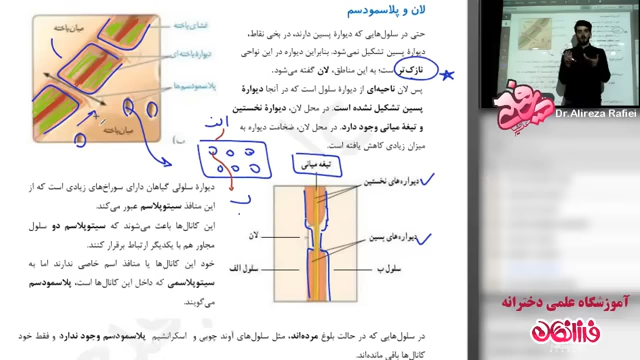 لان و پلاسمودسم
حتی در سلول‌هایی که دیوارهٔ پسین دارند، در یخی نقاط،
دیوارهٔ پسین تشکیل نمی‌شود. بنابراین دیواره در این نواحی
نازک‌تر است؛ به این مناطق، لان گفته می‌شود.
پس لان ناحیه‌ای از دیوارهٔ سلول است که در آنجا دیوارهٔ
پسین تشکیل نشده است. در محل لان، دیوارهٔ نخستین
و تیغهٔ میانی وجود دارد. در محل لان، ضخامت دیواره به
میزان زیادی کاهش یافته است.
غشای یاخته
میان یاخته
دیوارهٔ یاخته‌ای
پلاسمودسم‌ها
میان یاخته
ب)
الف
ب
تیغه میانی
دیواره‌های نخستین
دیواره‌های پسین
لان
سلول الف
سلول ب
دیوارهٔ سلولی گیاهان دارای سوراخ‌های زیادی است که از
این منافذ سیتوپلاسم عبور می‌کند.
این کانال‌ها باعث می‌شوند که سیتوپلاسم دو سلول
مجاور هم با یکدیگر ارتباط برقرار کنند.
خود این کانال‌ها یا منافذ اسم خاصی ندارند اما به
سیتوپلاسمی که داخل این کانال‌ها است، پلاسمودسم
می‌گویند.
در سلول‌هایی که در حالت بلوغ مرده‌اند، مثل سلول‌های آوند چوبی و اسکرانشیم پلاسمودسم وجود ندارد و فقط خود
کانال‌ها باقی مانده‌اند.
Dr.Alireza Rafiei
آموزشگاه علمی دخترانه
فرزانگان